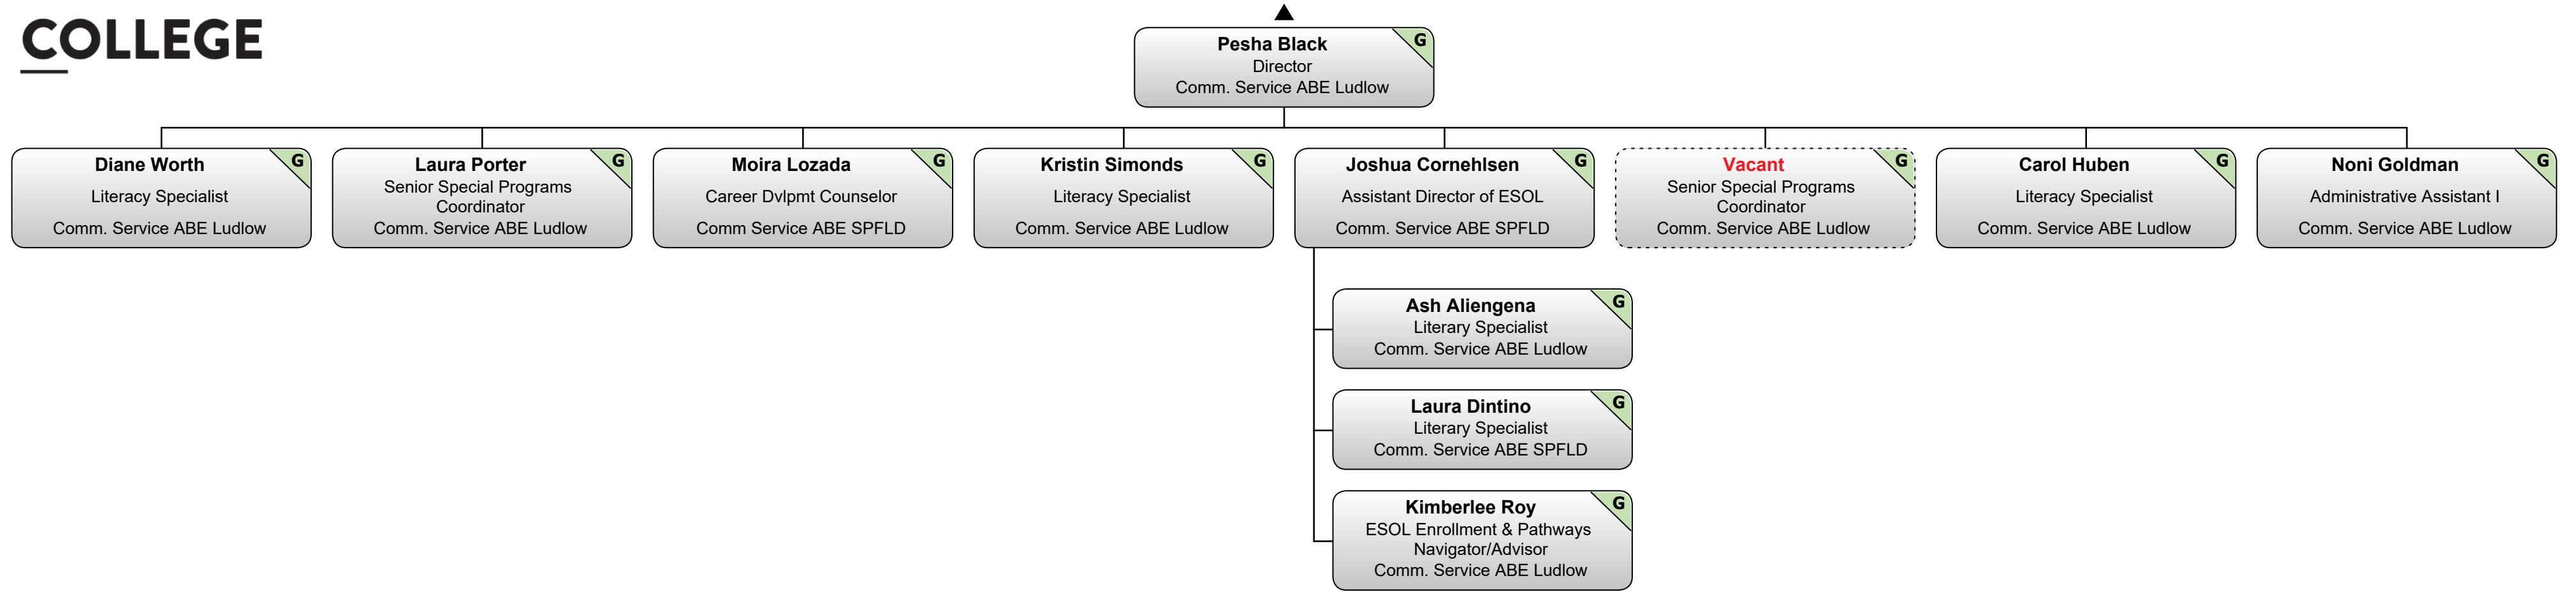 COLLEGE
Pesha Black
G
Director
Comm. Service ABE Ludlow
Diane Worth
G
Literacy Specialist
Comm. Service ABE Ludlow
Laura Porter
G
Senior Special Programs
Coordinator
Comm. Service ABE Ludlow
Moira Lozada
G
Career Dvlpmt Counselor
Comm Service ABE SPFLD
Kristin Simonds
G
Literacy Specialist
Comm. Service ABE Ludlow
Joshua Cornehlsen
G
Assistant Director of ESOL
Comm. Service ABE SPFLD
Vacant
G
Senior Special Programs
Coordinator
Comm. Service ABE Ludlow
Carol Huben
G
Literacy Specialist
Comm. Service ABE Ludlow
Noni Goldman
G
Administrative Assistant I
Comm. Service ABE Ludlow
Ash Aliengena
G
Literary Specialist
Comm. Service ABE Ludlow
Laura Dintino
G
Literary Specialist
Comm. Service ABE SPFLD
Kimberlee Roy
G
ESOL Enrollment & Pathways
Navigator/Advisor
Comm. Service ABE Ludlow